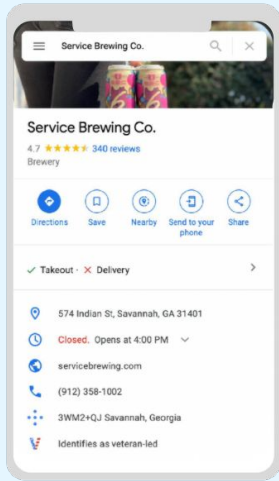 Service Brewing Co.
Service Brewing Co.
4.7 340 reviews
Brewery
Directions Save Nearby Send to your phone Share
Takeout · Delivery
574 Indian St, Savannah, GA 31401
Closed. Opens at 4:00 PM
servicebrewing.com
(912) 358-1002
3WM2+QJ Savannah, Georgia
Identifies as veteran-led